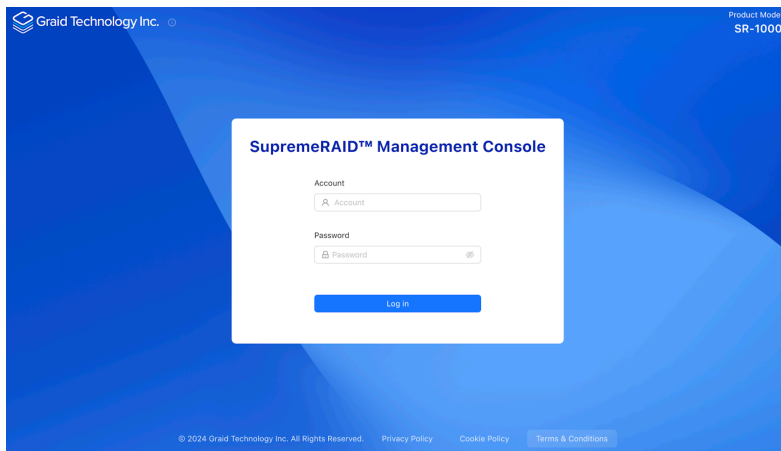 Graid Technology Inc.
Product Mode
SR-1000
SupremeRAID™ Management Console
Account
Account
Password
Password
Log in
© 2024 Graid Technology Inc. All Rights Reserved. Privacy Policy Cookie Policy Terms & Conditions